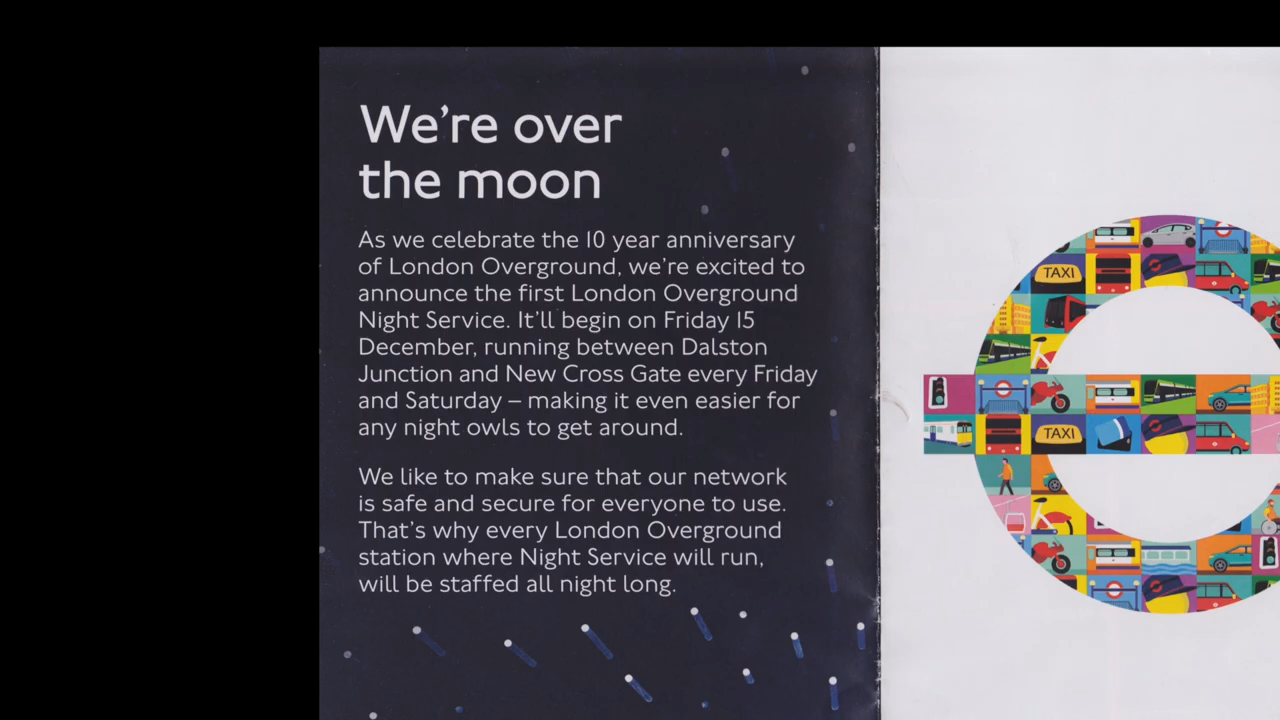 We're over
the moon
As we celebrate the 10 year anniversary
of London Overground, we're excited to
announce the first London Overground
Night Service. It'll begin on Friday 15
December, running between Dalston
Junction and New Cross Gate every Friday
and Saturday – making it even easier for
any night owls to get around.
We like to make sure that our network
is safe and secure for everyone to use.
That's why every London Overground
station where Night Service will run,
will be staffed all night long.
TAXI
TAXI